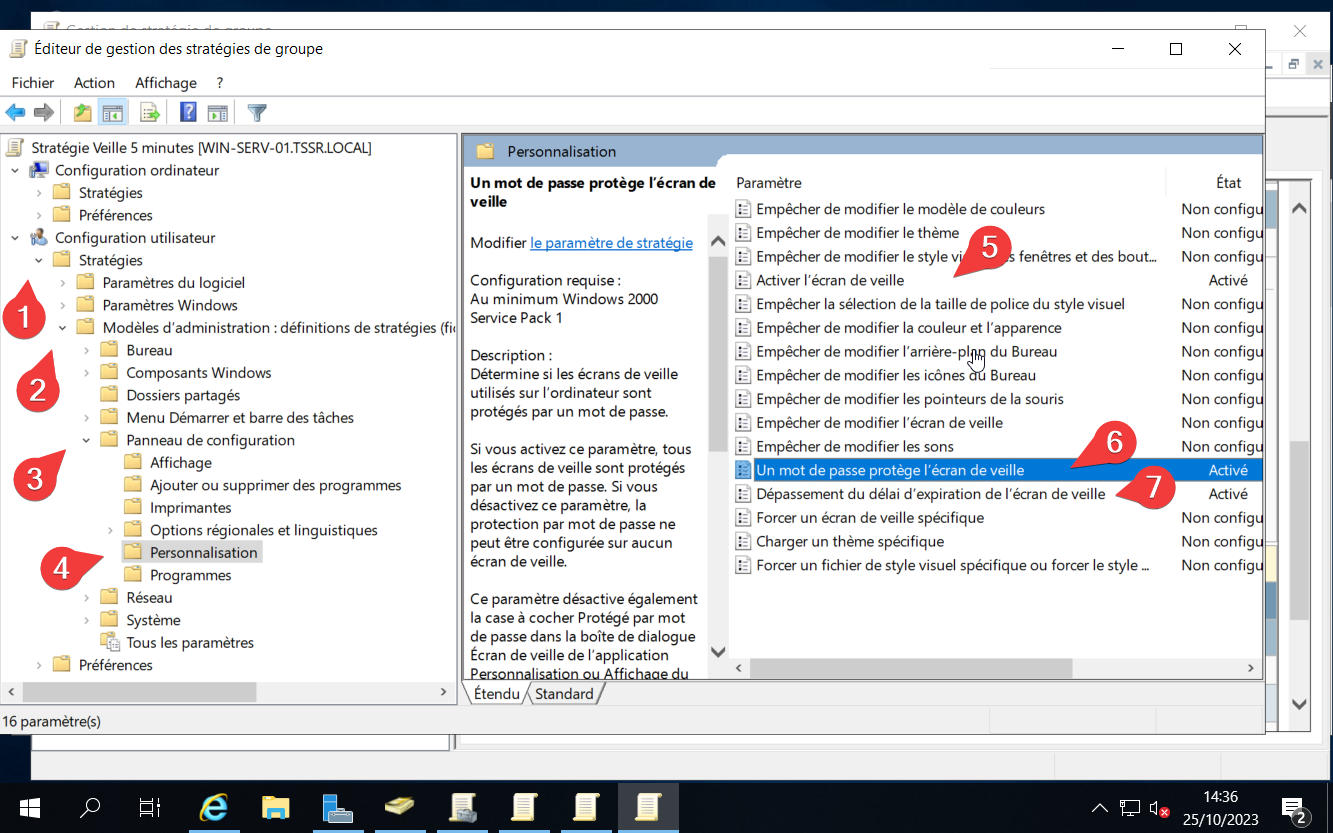 Gestion de stratégie de groupe
Éditeur de gestion des stratégies de groupe
Fichier Action Affichage ?
Stratégie Veille 5 minutes [WIN-SERV-01.TSSR.LOCAL]
Configuration ordinateur
Stratégies
Préférences
Configuration utilisateur
Stratégies
Paramètres du logiciel
1
Paramètres Windows
Modèles d'administration : définitions de stratégies (fic
Bureau
2
Composants Windows
Dossiers partagés
Menu Démarrer et barre des tâches
Panneau de configuration
3
Affichage
Ajouter ou supprimer des programmes
Imprimantes
Options régionales et linguistiques
4
Personnalisation
Programmes
Réseau
Système
Tous les paramètres
Préférences
Personnalisation
Un mot de passe protège l'écran de
veille
Modifier le paramètre de stratégie
Configuration requise :
Au minimum Windows 2000
Service Pack 1
Description :
Détermine si les écrans de veille
utilisés sur l'ordinateur sont
protégés par un mot de passe.
Si vous activez ce paramètre, tous
les écrans de veille sont protégés
par un mot de passe. Si vous
désactivez ce paramètre, la
protection par mot de passe ne
peut être configurée sur aucun
écran de veille.
Ce paramètre désactive également
la case à cocher Protégé par mot
de passe dans la boîte de dialogue
Écran de veille de l'application
Personnalisation ou Affichage du
Paramètre État
Empêcher de modifier le modèle de couleurs Non configu
Empêcher de modifier le thème Non configu
5
Empêcher de modifier le style fenêtres et des bout... Non configu
Activer l'écran de veille Activé
Empêcher la sélection de la taille de police du style visuel Non configu
Empêcher de modifier la couleur et l'apparence Non configu
Empêcher de modifier l'arrière-plan du Bureau Non configu
Empêcher de modifier les icônes du Bureau Non configu
Empêcher de modifier les pointeurs de la souris Non configu
Empêcher de modifier l'écran de veille Non configu
Empêcher de modifier les sons Non configu
6
Un mot de passe protège l'écran de veille Activé
Dépassement du délai d'expiration de l'écran de veille Activé
7
Forcer un écran de veille spécifique Non configu
Charger un thème spécifique Non configu
Forcer un fichier de style visuel spécifique ou forcer le style ... Non configu
Étendu Standard
16 paramètre(s)
14:36
25/10/2023
2